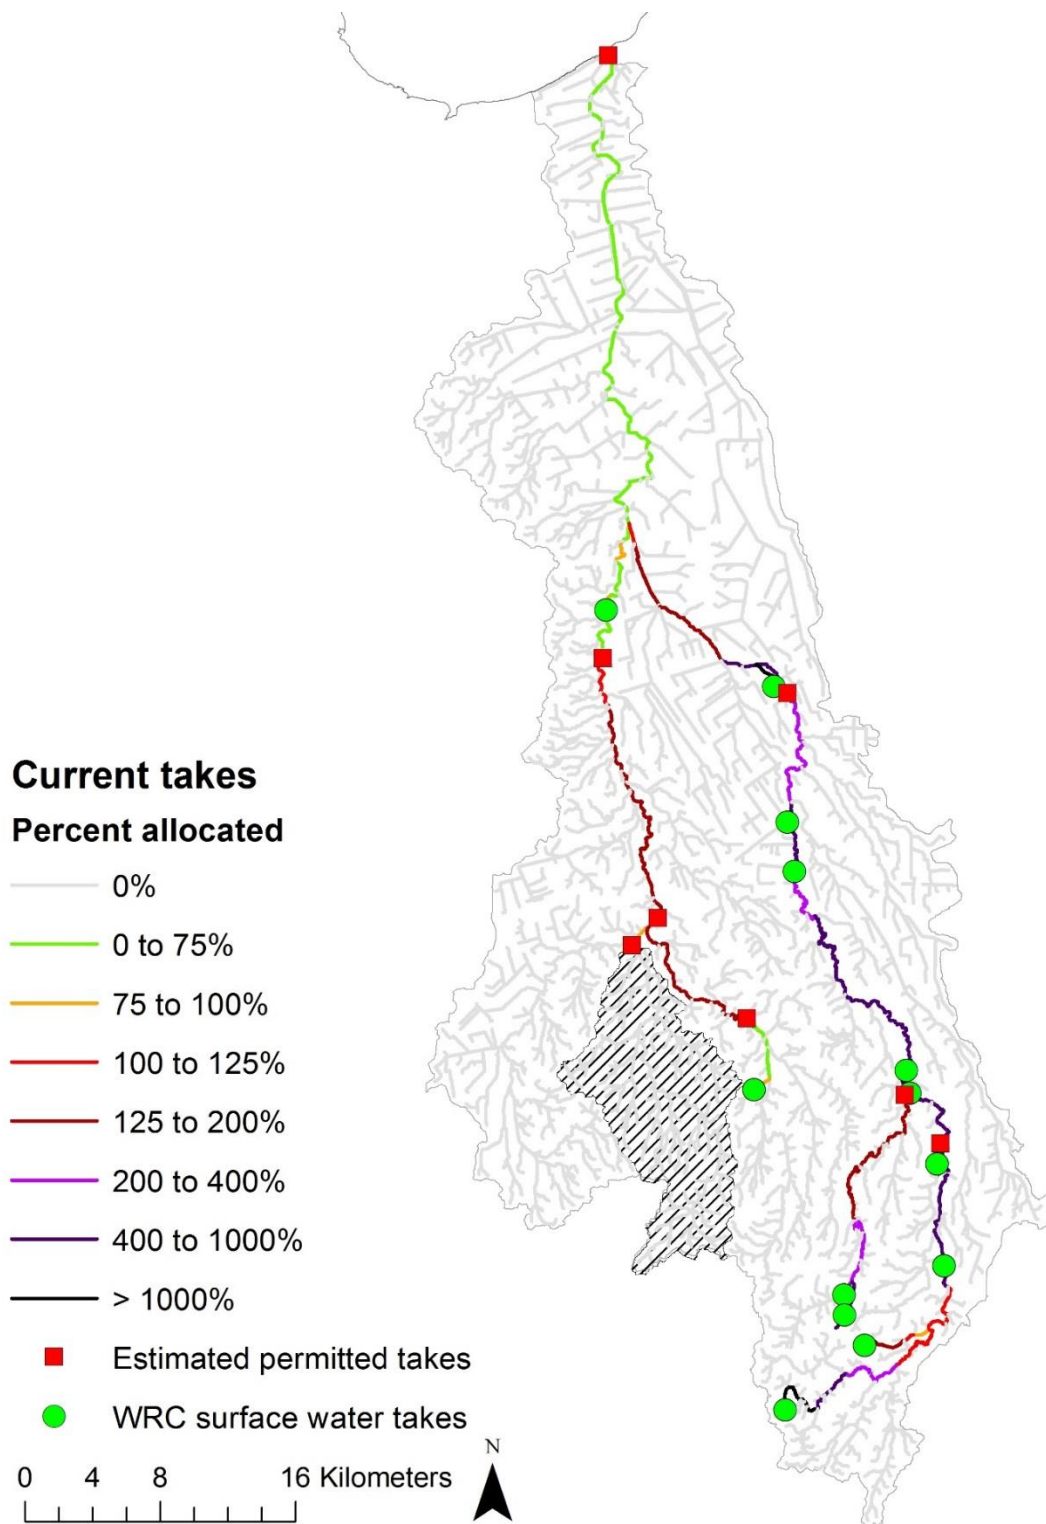 Current takes
Percent allocated
0%
0 to 75%
75 to 100%
100 to 125%
125 to 200%
200 to 400%
400 to 1000%
> 1000%
Estimated permitted takes
WRC surface water takes
N
0 4 8 16 Kilometers